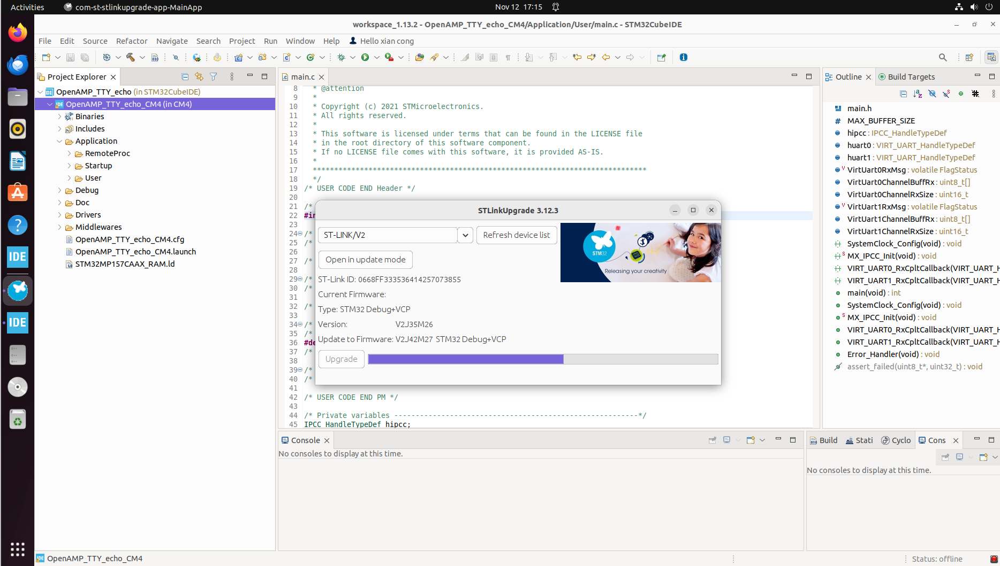 Activities
com-st-stlinkupgrade-app-MainApp
Nov 12 17:15
workspace_1.13.2 - OpenAMP_TTY_echo_CM4/Application/User/main.c - STM32CubeIDE
File Edit Source Refactor Navigate Search Project Run Window Help Hello xian cong
Project Explorer
OpenAMP_TTY_echo (in STM32CubeIDE)
OpenAMP_TTY_echo_CM4 (in CM4)
Binaries
Includes
Application
RemoteProc
Startup
User
Debug
Doc
Drivers
Middlewares
OpenAMP_TTY_echo_CM4.cfg
OpenAMP_TTY_echo_CM4.launch
STM32MP157CAAX_RAM.ld
IDE
IDE
main.c
8 * @attention
9 *
10 * Copyright (c) 2021 STMicroelectronics.
11 * All rights reserved.
12 *
13 * This software is licensed under terms that can be found in the LICENSE file
14 * in the root directory of this software component.
15 * If no LICENSE file comes with this software, it is provided AS-IS.
16 *
17 ******************************************************************************
18 */
19 /* USER CODE END Header */
20
21 /*
22 #in
23
24 /*
25 /*
26
27 /*
28
29 /*
30 /*
31
32 /*
33
34 /*
35 /*
36 #de
37 /*
38
39 /*
40 /*
41
42 /* USER CODE END PM */
43
44 /* Private variables ---------------------------------------------------------*/
45 IPCC_HandleTypeDef hipcc;
STLinkUpgrade 3.12.3
ST-LINK/V2
Refresh device list
Open in update mode
ST-Link ID: 0668FF333536414257073855
Current Firmware:
Type: STM32 Debug+VCP
Version: V2J35M26
Update to Firmware: V2J42M27 STM32 Debug+VCP
Upgrade
STM32
Releasing your creativity
Outline
Build Targets
main.h
MAX_BUFFER_SIZE
hipcc : IPCC_HandleTypeDef
huart0 : VIRT_UART_HandleTypeDef
huart1 : VIRT_UART_HandleTypeDef
VirtUart0RxMsg : volatile FlagStatus
VirtUart0ChannelBuffRx : uint8_t[]
VirtUart0ChannelRxSize : uint16_t
VirtUart1RxMsg : volatile FlagStatus
VirtUart1ChannelBuffRx : uint8_t[]
VirtUart1ChannelRxSize : uint16_t
SystemClock_Config(void) : void
MX_IPCC_Init(void) : void
VIRT_UART0_RxCpltCallback(VIRT_UART_H
VIRT_UART1_RxCpltCallback(VIRT_UART_H
main(void) : int
SystemClock_Config(void) : void
MX_IPCC_Init(void) : void
VIRT_UART0_RxCpltCallback(VIRT_UART_H
VIRT_UART1_RxCpltCallback(VIRT_UART_H
Error_Handler(void) : void
assert_failed(uint8_t*, uint32_t) : void
Console
No consoles to display at this time.
Build
Stati
Cyclo
Cons
No consoles to display at this time.
OpenAMP_TTY_echo_CM4
Status: offline